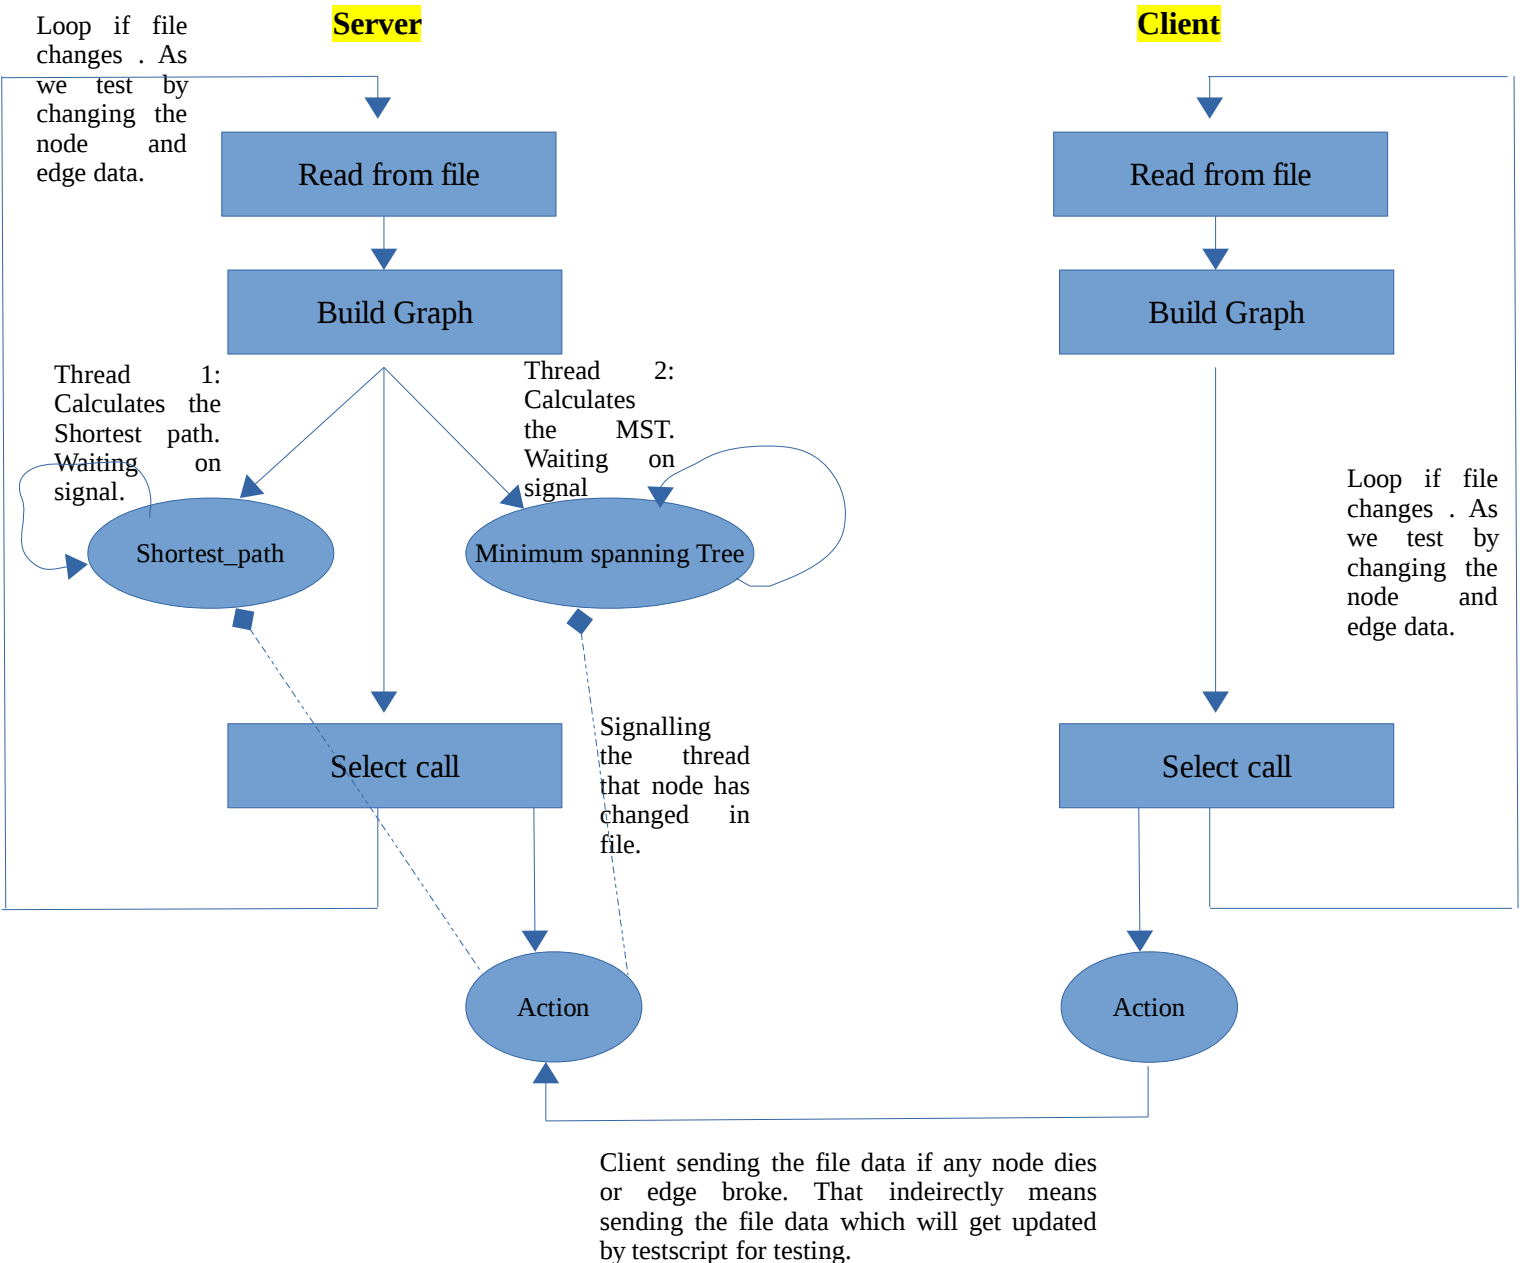 Server
Client
Loop if file
changes . As
we test by
changing the
node and
edge data.
Read from file
Read from file
Build Graph
Build Graph
Thread 1:
Calculates the
Shortest path.
Waiting on
signal.
Thread 2:
Calculates
the MST.
Waiting on
signal
Loop if file
changes . As
we test by
changing the
node and
edge data.
Shortest_path
Minimum spanning Tree
Signalling
the thread
that node has
changed in
file.
Select call
Select call
Action
Action
Client sending the file data if any node dies
or edge broke. That indeirectly means
sending the file data which will get updated
by testscript for testing.